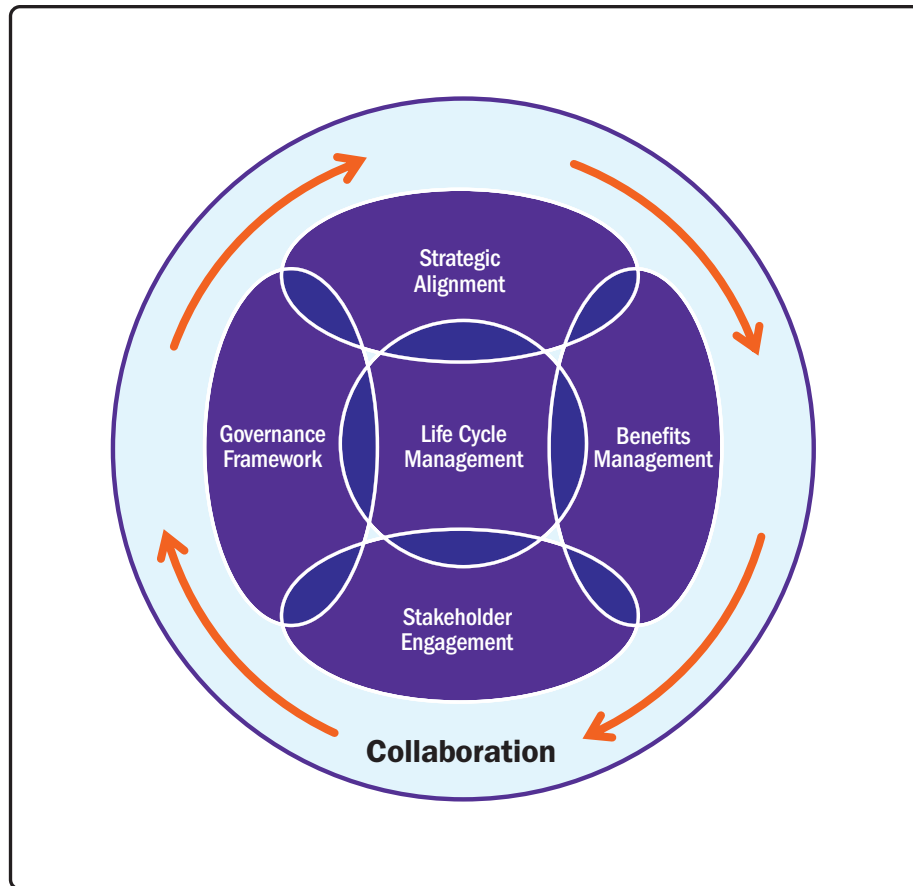 Strategic
Alignment
Governance
Framework
Life Cycle
Management
Benefits
Management
Stakeholder
Engagement
Collaboration